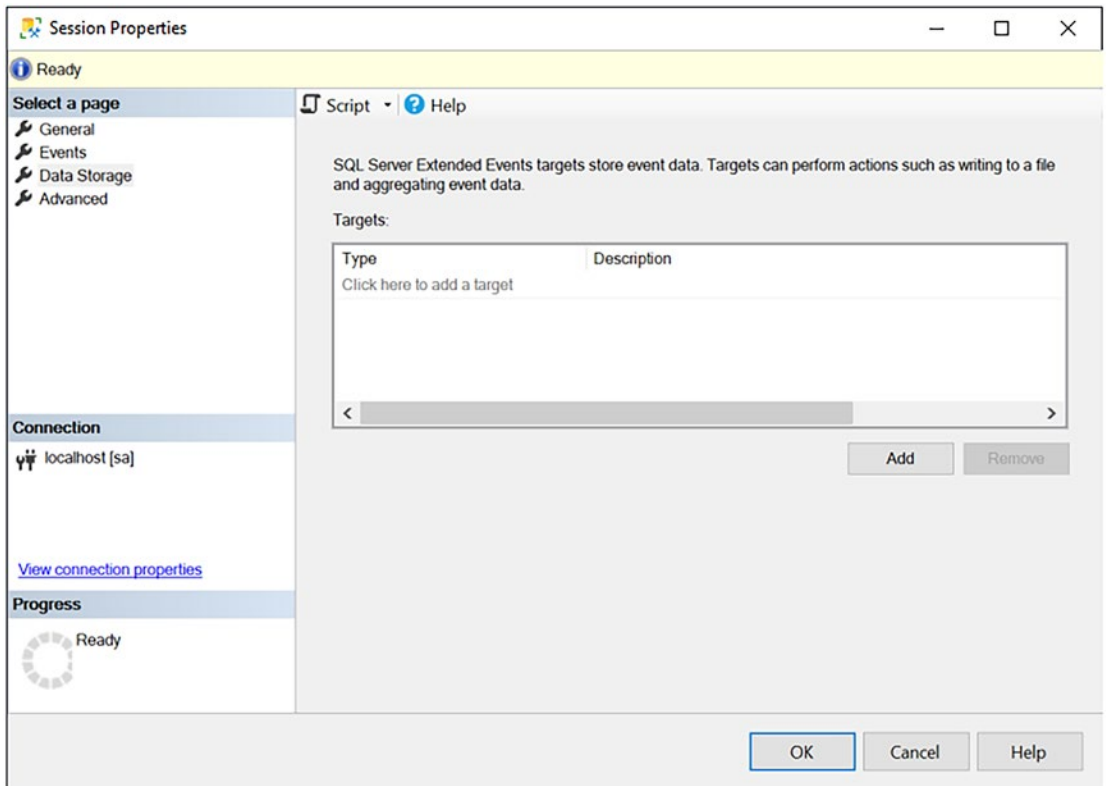 Session Properties
Ready
Select a page
General
Events
Data Storage
Advanced
Connection
localhost [sa]
View connection properties
Progress
Ready
Script
Help
SQL Server Extended Events targets store event data. Targets can perform actions such as writing to a file
and aggregating event data.
Targets:
Type Description
Click here to add a target
Add Remove
OK Cancel Help